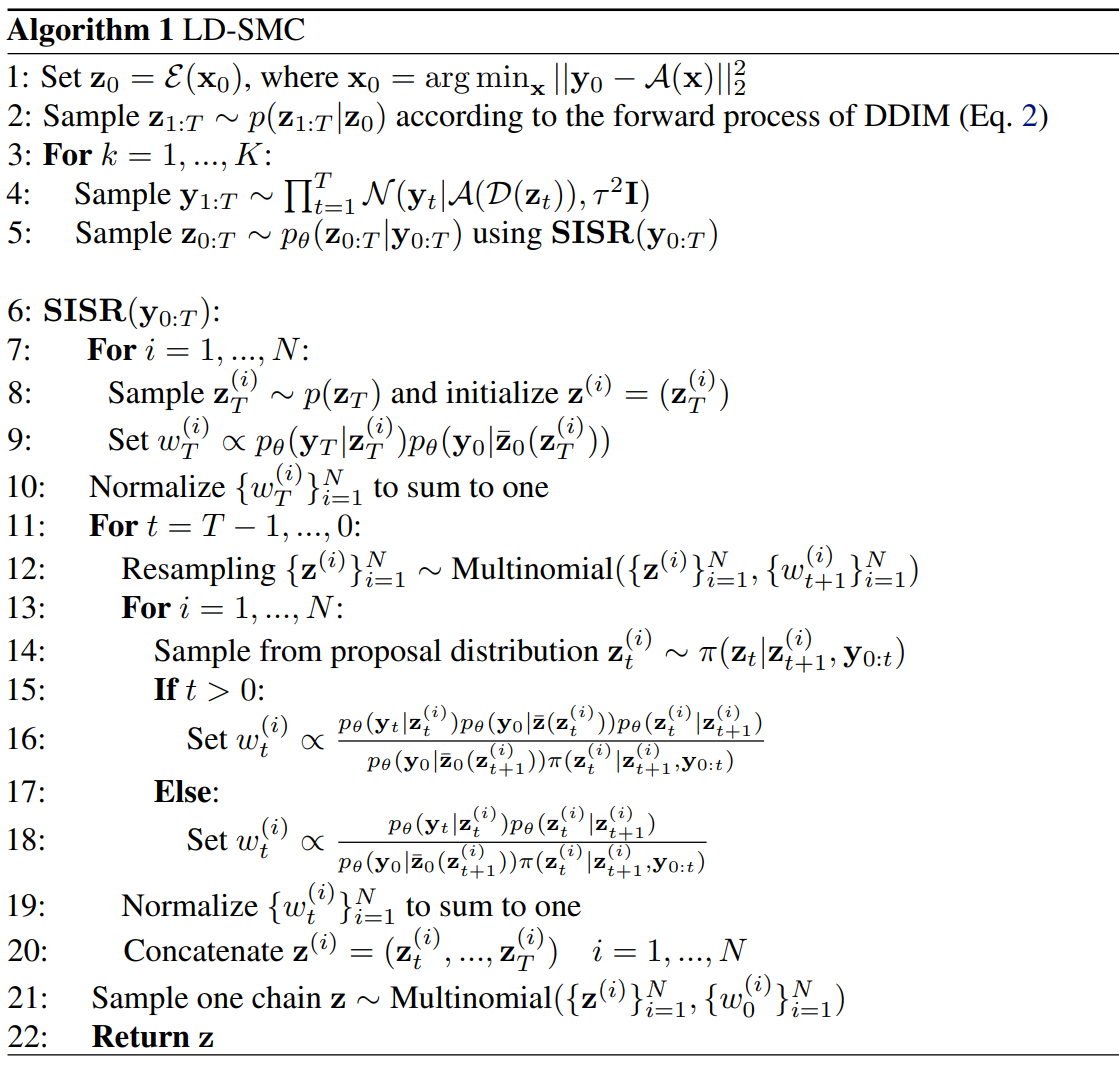 Algorithm 1 LD-SMC
1: Set $\mathbf{z}_0 = \mathcal{E}(\mathbf{x}_0)$, where $\mathbf{x}_0 = \arg\min_{\mathbf{x}} ||\mathbf{y}_0 - \mathcal{A}(\mathbf{x})||_2^2$
2: Sample $\mathbf{z}_{1:T} \sim p(\mathbf{z}_{1:T}|\mathbf{z}_0)$ according to the forward process of DDIM (Eq. 2)
3: For $k = 1, ..., K$:
4: Sample $\mathbf{y}_{1:T} \sim \prod_{t=1}^{T} \mathcal{N}(\mathbf{y}_t|\mathcal{A}(\mathcal{D}(\mathbf{z}_t)), \tau^2\mathbf{I})$
5: Sample $\mathbf{z}_{0:T} \sim p_\theta(\mathbf{z}_{0:T}|\mathbf{y}_{0:T})$ using SISR$(\mathbf{y}_{0:T})$
6: SISR$(\mathbf{y}_{0:T})$:
7: For $i = 1, ..., N$:
8: Sample $\mathbf{z}_T^{(i)} \sim p(\mathbf{z}_T)$ and initialize $\mathbf{z}^{(i)} = (\mathbf{z}_T^{(i)})$
9: Set $w_T^{(i)} \propto p_\theta(\mathbf{y}_T|\mathbf{z}_T^{(i)})p_\theta(\mathbf{y}_0|\bar{\mathbf{z}}_0(\mathbf{z}_T^{(i)}))$
10: Normalize $\{w_T^{(i)}\}_{i=1}^N$ to sum to one
11: For $t = T - 1, ..., 0$:
12: Resampling $\{\mathbf{z}^{(i)}\}_{i=1}^N \sim$ Multinomial$(\{\mathbf{z}^{(i)}\}_{i=1}^N, \{w_{t+1}^{(i)}\}_{i=1}^N)$
13: For $i = 1, ..., N$:
14: Sample from proposal distribution $\mathbf{z}_t^{(i)} \sim \pi(\mathbf{z}_t|\mathbf{z}_{t+1}^{(i)}, \mathbf{y}_{0:t})$
15: If $t > 0$:
16: Set $w_t^{(i)} \propto \frac{p_\theta(\mathbf{y}_t|\mathbf{z}_t^{(i)})p_\theta(\mathbf{y}_0|\bar{\mathbf{z}}(\mathbf{z}_t^{(i)}))p_\theta(\mathbf{z}_t^{(i)}|\mathbf{z}_{t+1}^{(i)})}{p_\theta(\mathbf{y}_0|\bar{\mathbf{z}}_0(\mathbf{z}_{t+1}^{(i)}))\pi(\mathbf{z}_t^{(i)}|\mathbf{z}_{t+1}^{(i)},\mathbf{y}_{0:t})}$
17: Else:
18: Set $w_t^{(i)} \propto \frac{p_\theta(\mathbf{y}_t|\mathbf{z}_t^{(i)})p_\theta(\mathbf{z}_t^{(i)}|\mathbf{z}_{t+1}^{(i)})}{p_\theta(\mathbf{y}_0|\bar{\mathbf{z}}_0(\mathbf{z}_{t+1}^{(i)}))\pi(\mathbf{z}_t^{(i)}|\mathbf{z}_{t+1}^{(i)},\mathbf{y}_{0:t})}$
19: Normalize $\{w_t^{(i)}\}_{i=1}^N$ to sum to one
20: Concatenate $\mathbf{z}^{(i)} = (\mathbf{z}_t^{(i)}, ..., \mathbf{z}_T^{(i)})$ $i = 1, ..., N$
21: Sample one chain $\mathbf{z} \sim$ Multinomial$(\{\mathbf{z}^{(i)}\}_{i=1}^N, \{w_0^{(i)}\}_{i=1}^N)$
22: Return $\mathbf{z}$